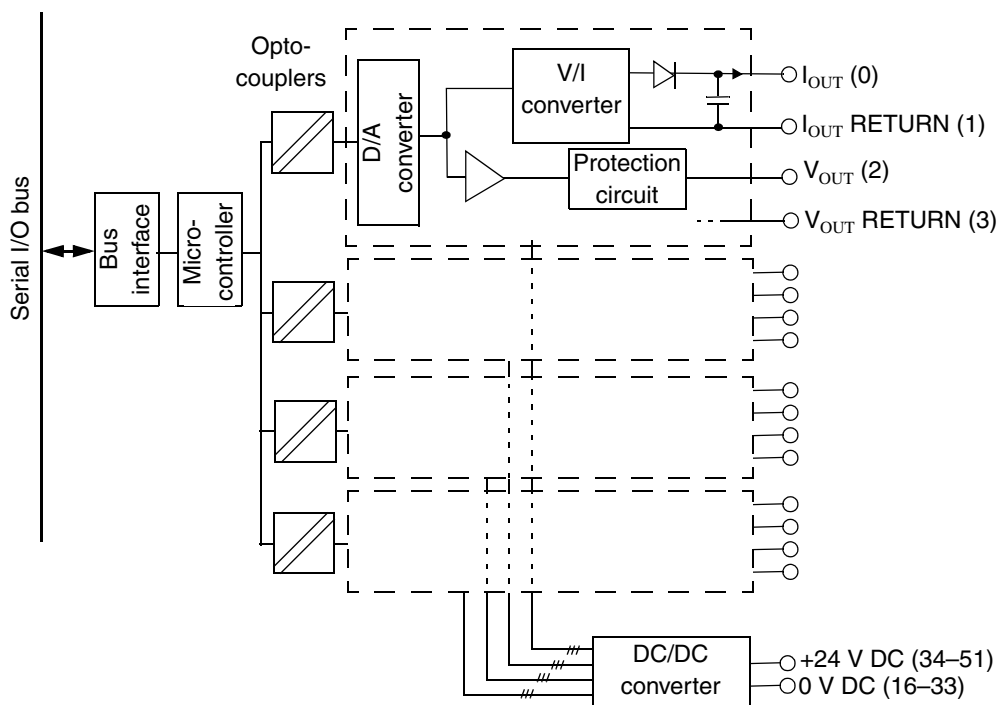 Serial I/O bus
Bus
interface
Micro-
controller
Opto-
couplers
D/A
converter
V/I
converter
Protection
circuit
I_OUT (0)
I_OUT RETURN (1)
V_OUT (2)
V_OUT RETURN (3)
DC/DC
converter
+24 V DC (34–51)
0 V DC (16–33)